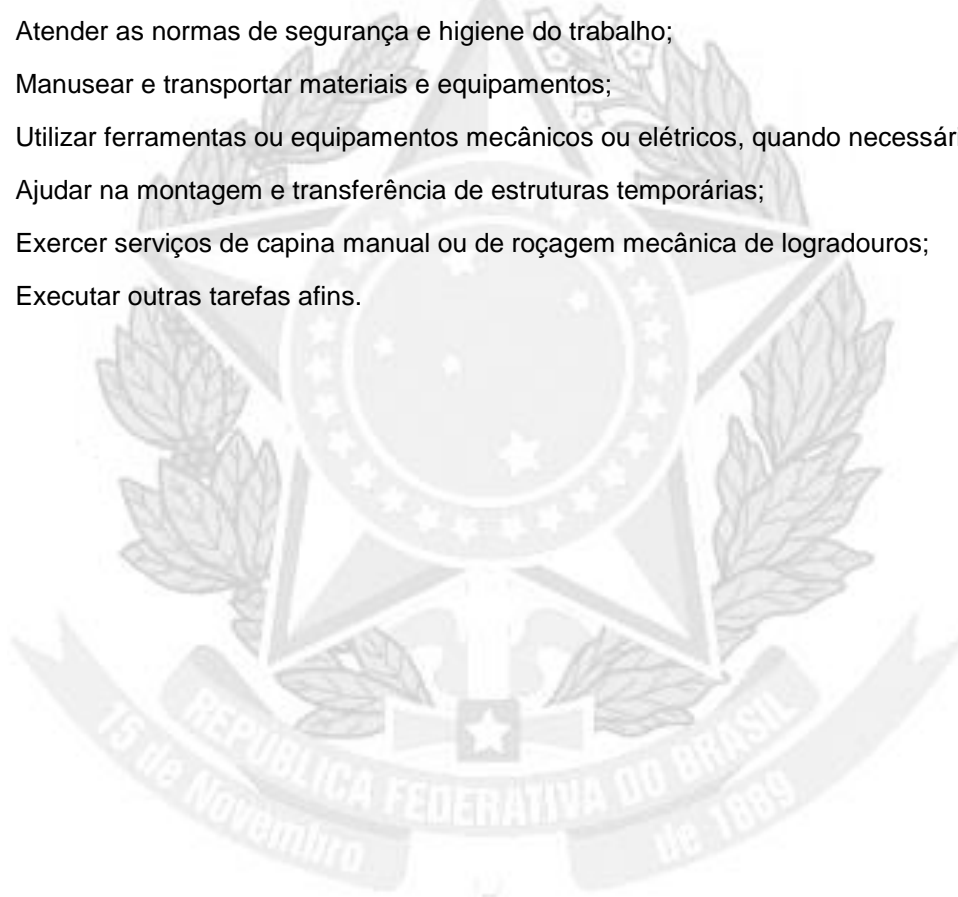 Atender as normas de segurança e higiene do trabalho;
Manusear e transportar materiais e equipamentos;
Utilizar ferramentas ou equipamentos mecânicos ou elétricos, quando necessári
Ajudar na montagem e transferência de estruturas temporárias;
Exercer serviços de capina manual ou de roçagem mecânica de logradouros;
Executar outras tarefas afins.
REPÚBLICA FEDERATIVA DO BRASIL
15 de Novembro de 1889